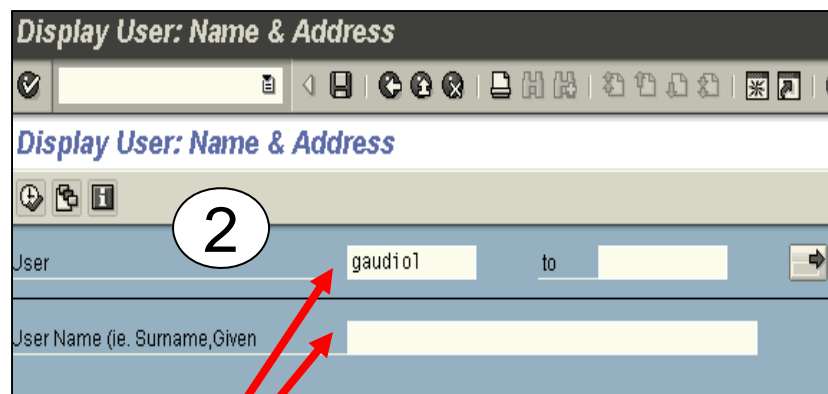 Display User: Name & Address
Display User: Name & Address
2
User gaudiol to
User Name (ie. Surname,Given